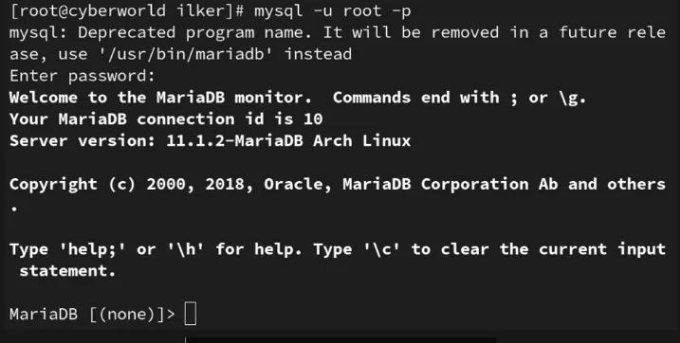 [root@cyberworld ilker]# mysql -u root -p
mysql: Deprecated program name. It will be removed in a future rele
ase, use '/usr/bin/mariadb' instead
Enter password:
Welcome to the MariaDB monitor.  Commands end with ; or \g.
Your MariaDB connection id is 10
Server version: 11.1.2-MariaDB Arch Linux
Copyright (c) 2000, 2018, Oracle, MariaDB Corporation Ab and others
.
Type 'help;' or '\h' for help. Type '\c' to clear the current input
 statement.
MariaDB [(none)]>